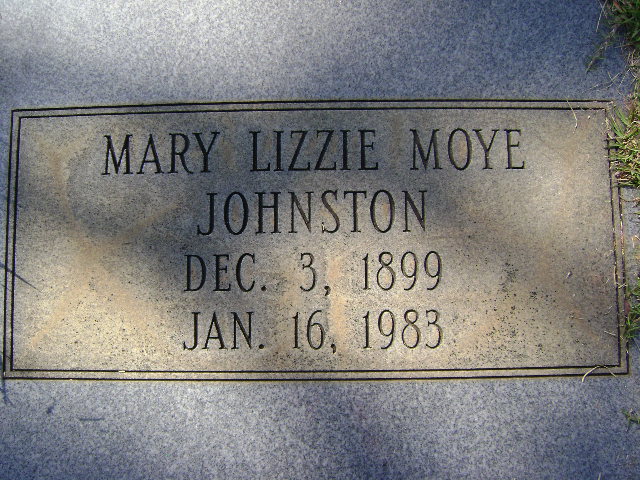 MARY LIZZIE MOYE
JOHNSTON
DEC. 3, 1899
JAN. 16, 1983